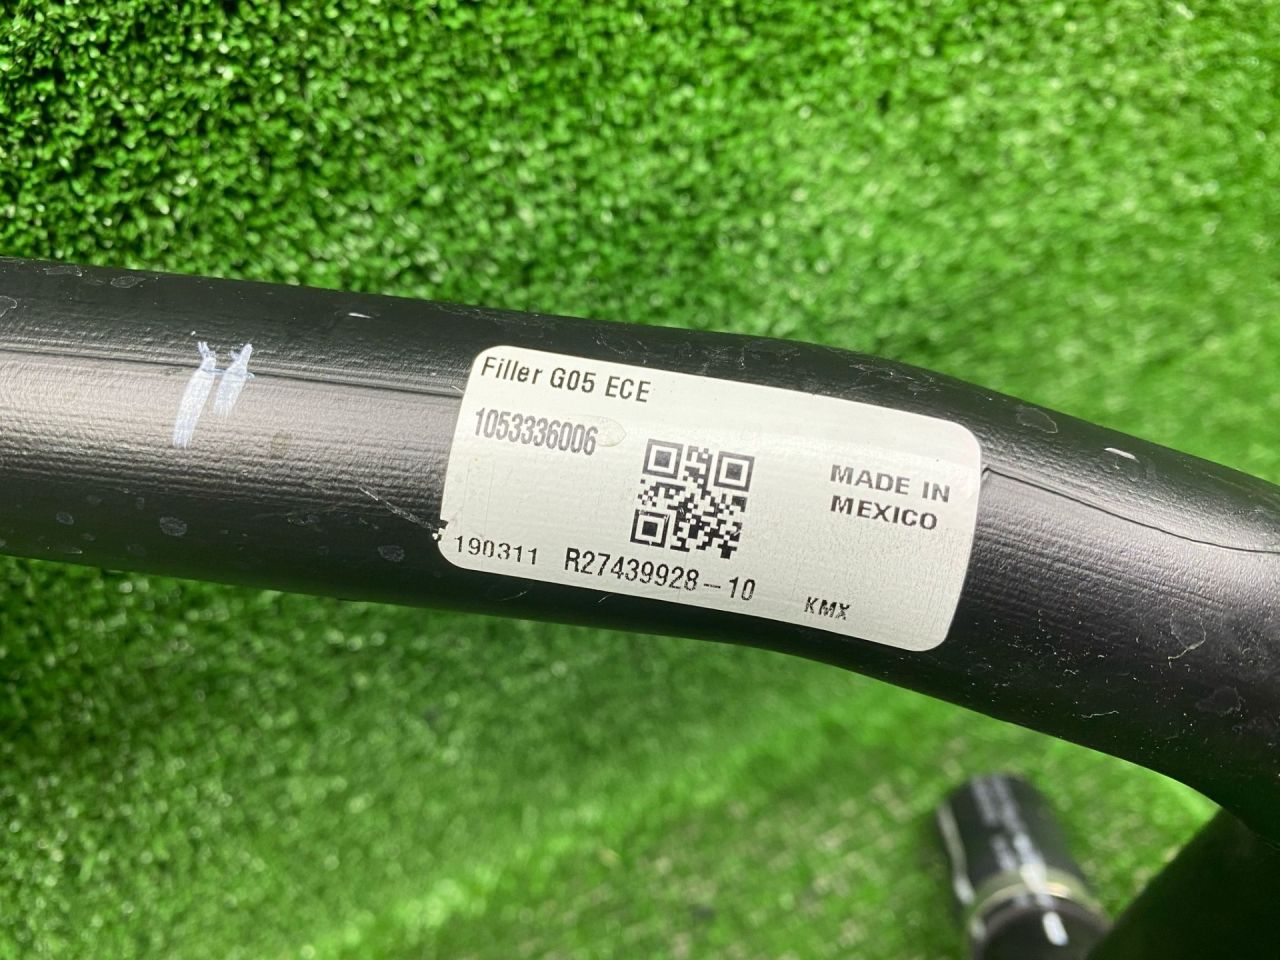 Filler G05 ECE
1053336006
MADE IN
MEXICO
190311 R27439928-10
KMX